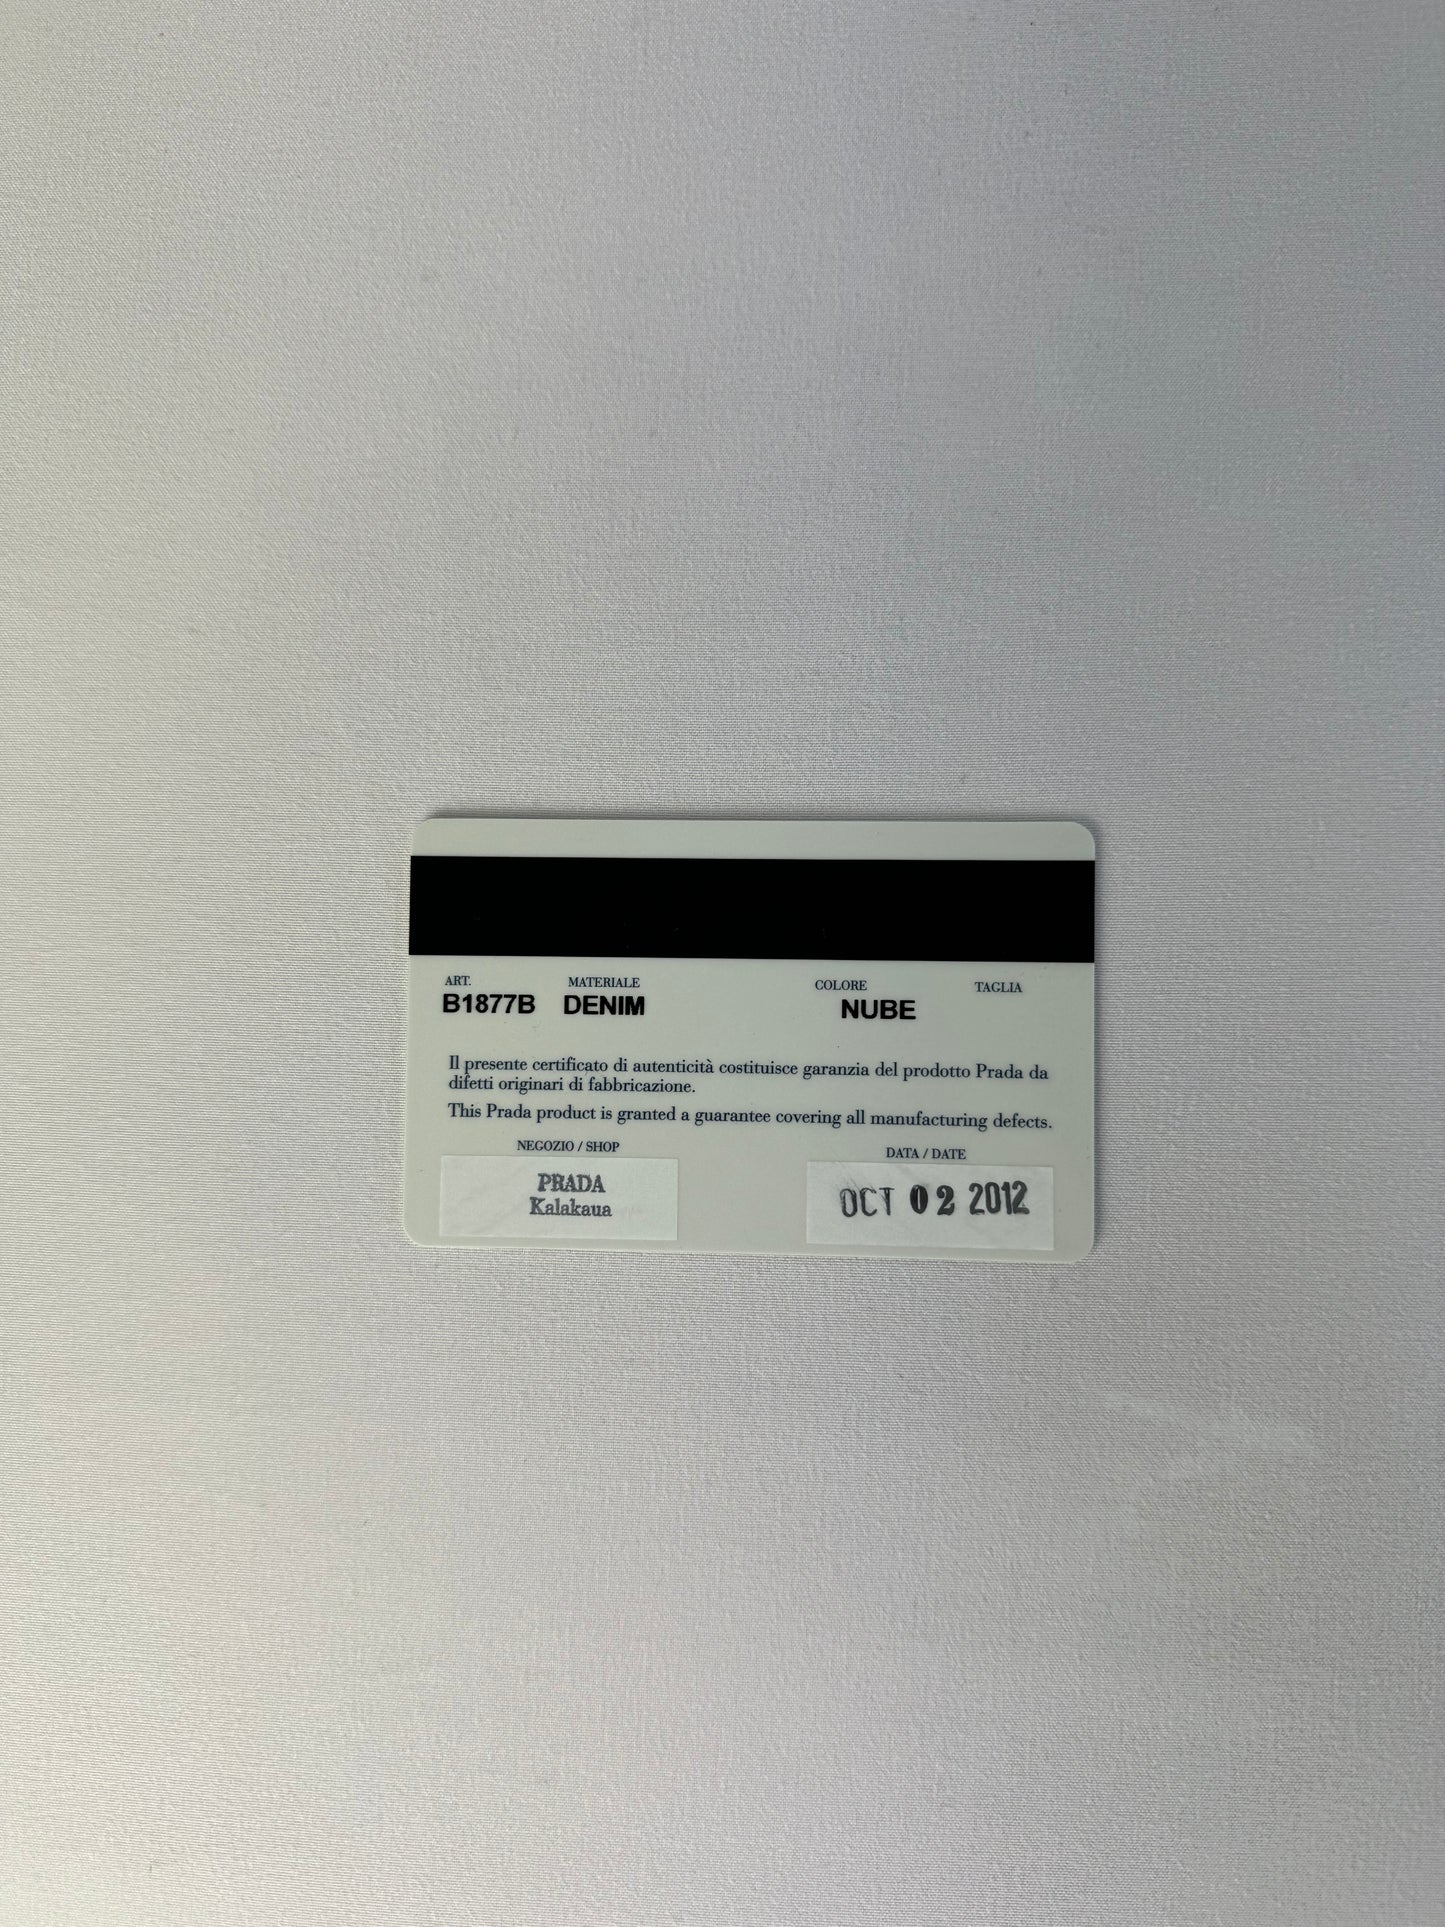 ART. MATERIALE COLORE TAGLIA
B1877B DENIM NUBE
Il presente certificato di autenticità costituisce garanzia del prodotto Prada da
difetti originari di fabbricazione.
This Prada product is granted a guarantee covering all manufacturing defects.
NEGOZIO / SHOP DATA / DATE
PRADA
Kalakaua
OCT 02 2012